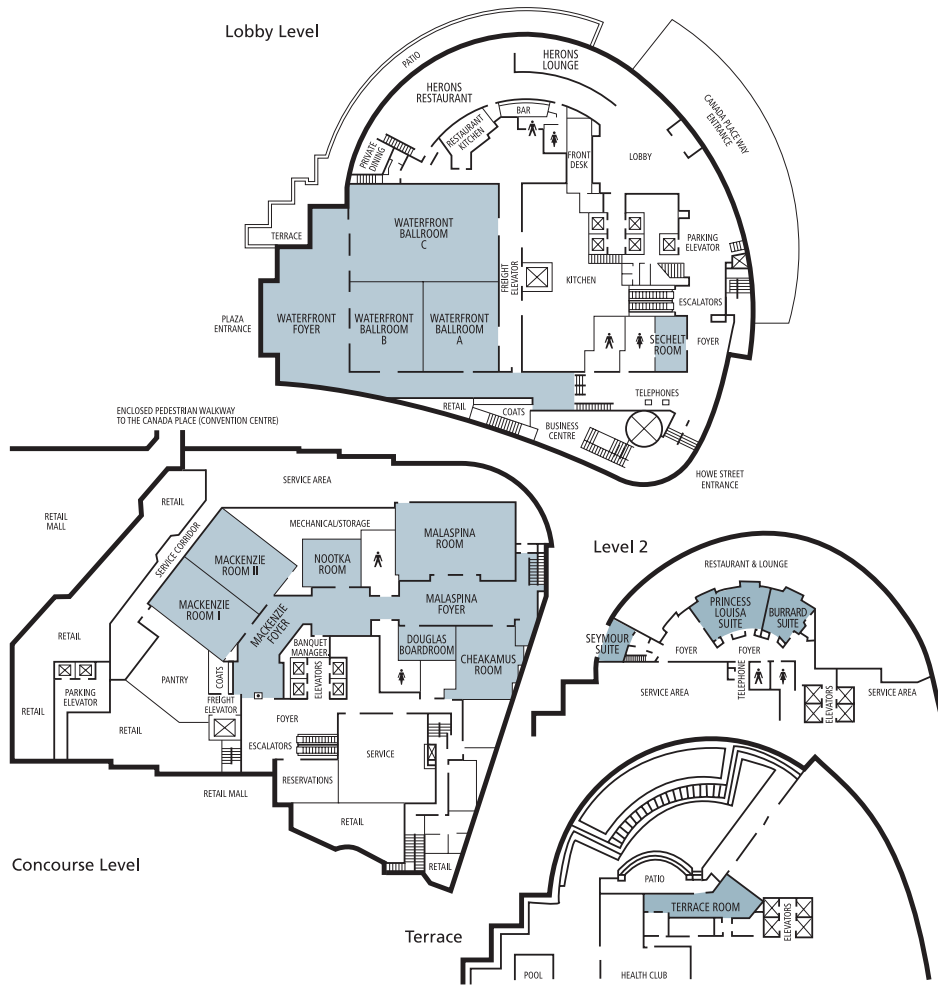 Lobby Level
PATIO
HERONS
LOUNGE
HERONS
RESTAURANT
BAR
RESTAURANT
KITCHEN
PRIVATE
DINING
FRONT
DESK
LOBBY
CANADA PLACE WAY
ENTRANCE
TERRACE
WATERFRONT
BALLROOM
C
FREIGHT
ELEVATOR
KITCHEN
PARKING
ELEVATOR
ESCALATORS
PLAZA
ENTRANCE
WATERFRONT
FOYER
WATERFRONT
BALLROOM
B
WATERFRONT
BALLROOM
A
SECHELT
ROOM
FOYER
RETAIL
COATS
BUSINESS
CENTRE
TELEPHONES
HOWE STREET
ENTRANCE
ENCLOSED PEDESTRIAN WALKWAY
TO THE CANADA PLACE (CONVENTION CENTRE)
SERVICE AREA
RETAIL
MALL
RETAIL
SERVICE CORRIDOR
MECHANICAL/STORAGE
MACKENZIE
ROOM II
NOOTKA
ROOM
MALASPINA
ROOM
MACKENZIE
ROOM I
MACKENZIE
FOYER
MALASPINA
FOYER
DOUGLAS
BOARDROOM
CHEAKAMUS
ROOM
BANQUET
MANAGER
ELEVATORS
RETAIL
PARKING
ELEVATOR
RETAIL
PANTRY
COATS
FREIGHT
ELEVATOR
RETAIL
FOYER
ESCALATORS
SERVICE
RESERVATIONS
RETAIL MALL
RETAIL
RETAIL
Concourse Level
Level 2
RESTAURANT & LOUNGE
PRINCESS
LOUISA
SUITE
BURRARD
SUITE
SEYMOUR
SUITE
FOYER
FOYER
TELEPHONE
SERVICE AREA
ELEVATORS
SERVICE AREA
PATIO
TERRACE ROOM
ELEVATORS
Terrace
POOL
HEALTH CLUB